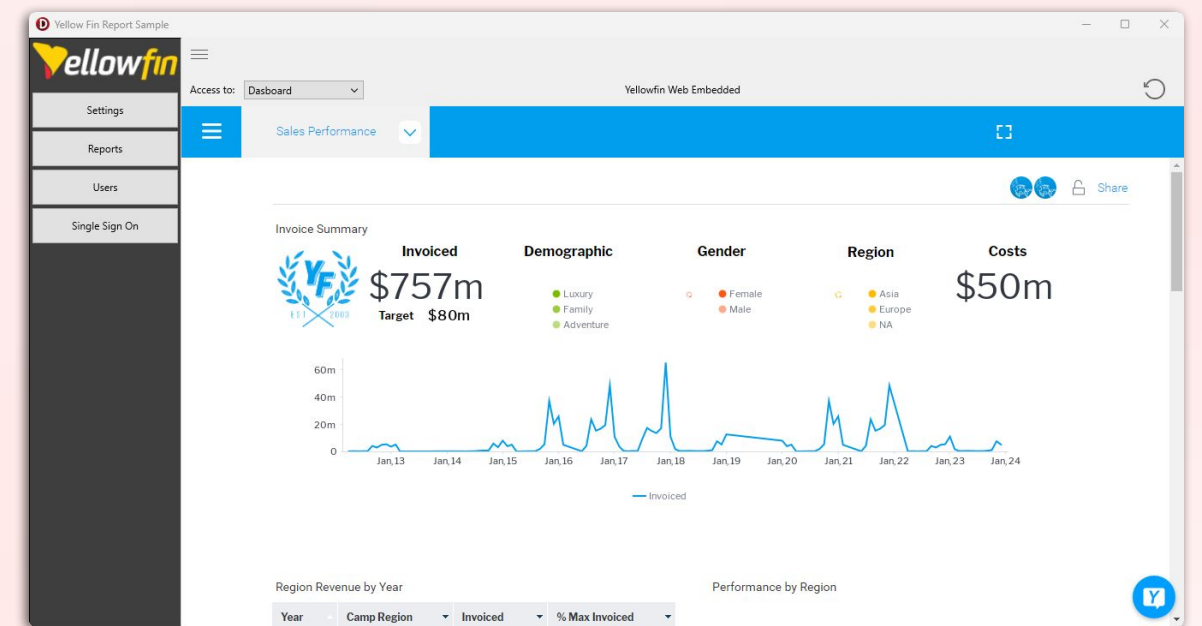 Yellow Fin Report Sample
Yellowfin
Access to: Dasboard
Yellowfin Web Embedded
Settings
Reports
Users
Single Sign On
Sales Performance
Share
Invoice Summary
Invoiced
$757m
Target $80m
YF
EST 2003
Demographic
Luxury
Family
Adventure
Gender
Female
Male
Region
Asia
Europe
NA
Costs
$50m
60m
40m
20m
0
Jan,13 Jan,14 Jan,15 Jan,16 Jan,17 Jan,18 Jan,19 Jan,20 Jan,21 Jan,22 Jan,23 Jan,24
Invoiced
Region Revenue by Year
Performance by Region
Year Camp Region Invoiced % Max Invoiced
Y